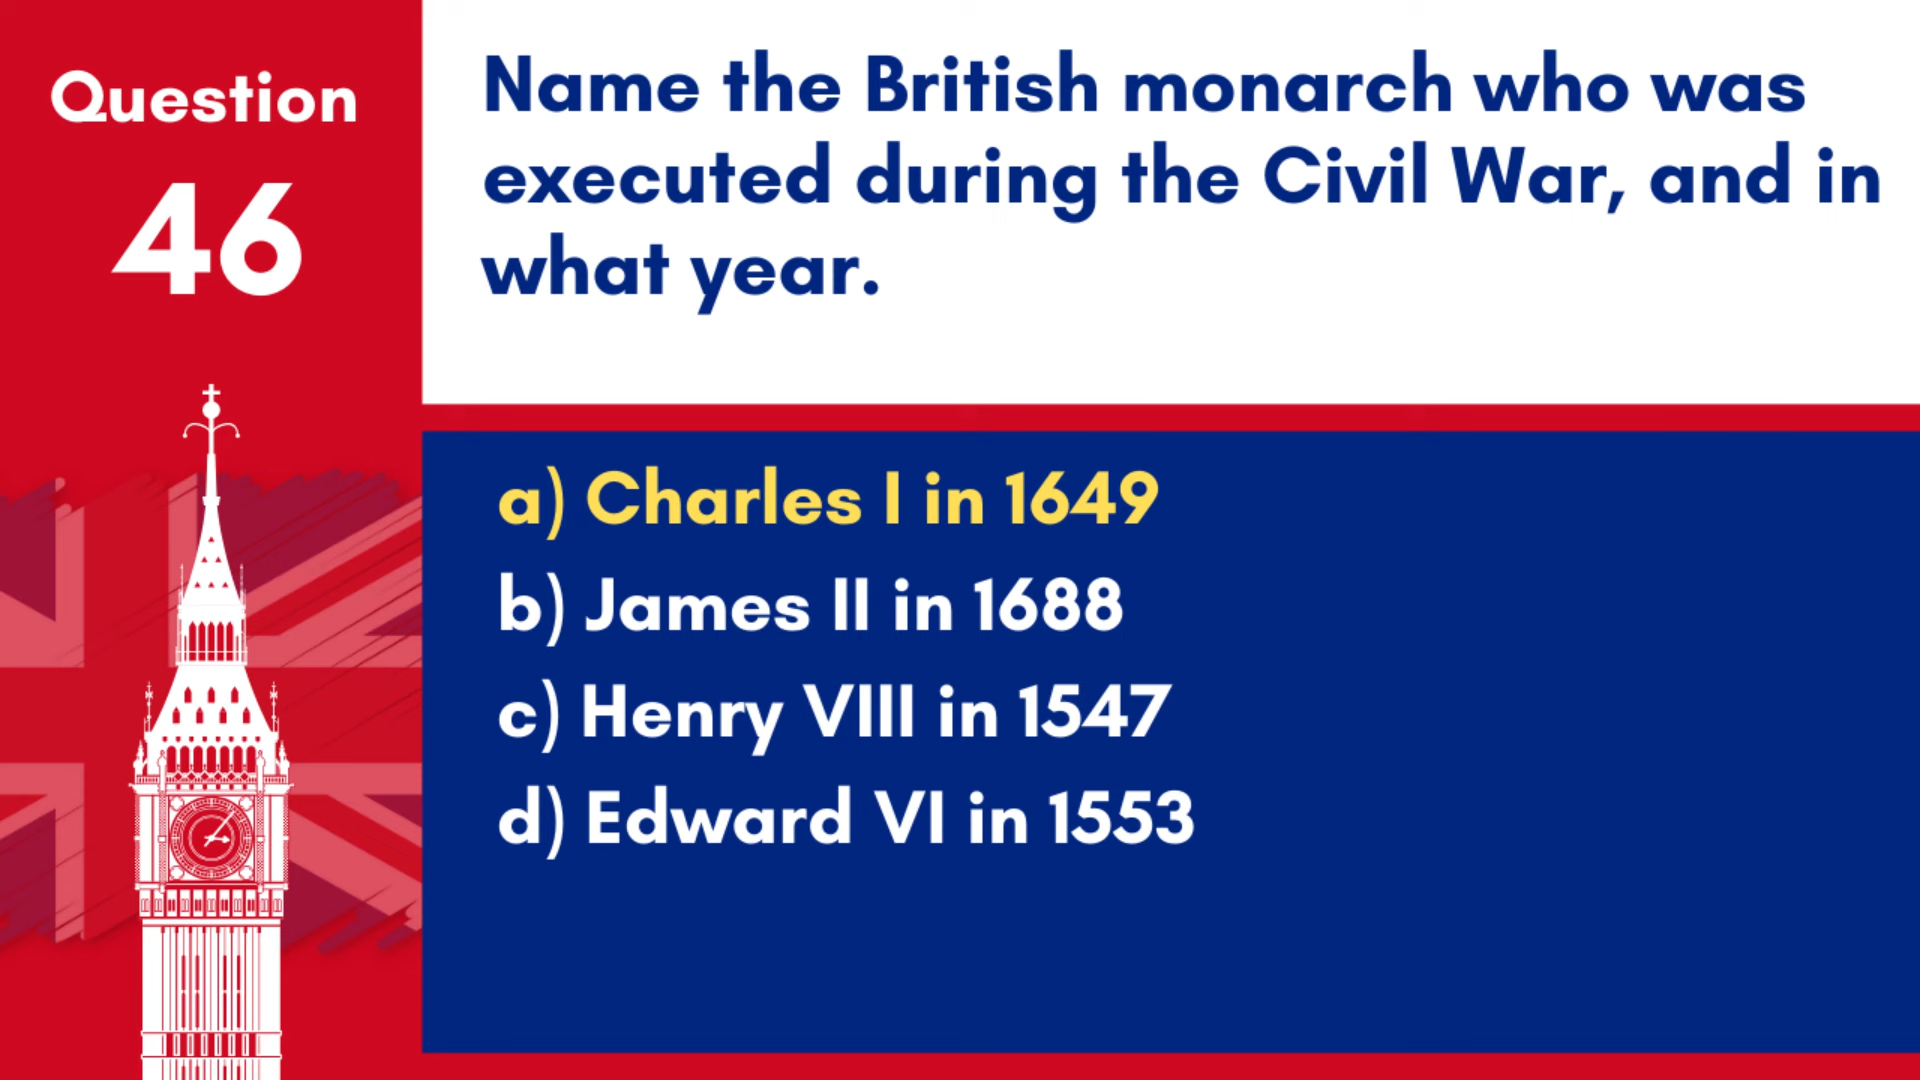 Question
46
Name the British monarch who was
executed during the Civil War, and in
what year.
a) Charles I in 1649
b) James II in 1688
c) Henry VIII in 1547
d) Edward VI in 1553